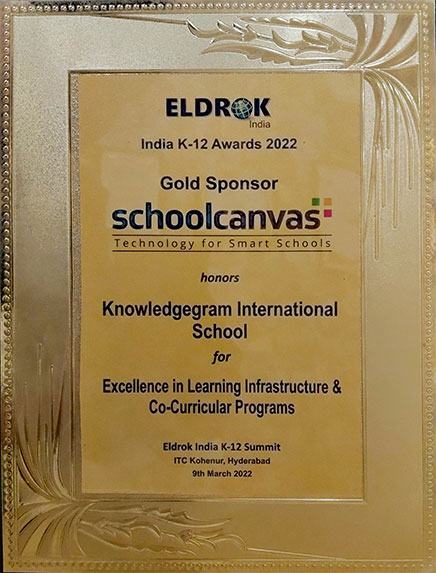 ELDROK
India
India K-12 Awards 2022
Gold Sponsor
schoolcanvas
Technology for Smart Schools
honors
Knowledgegram International
School
for
Excellence in Learning Infrastructure &
Co-Curricular Programs
Eldrok India K-12 Summit
ITC Kohenur, Hyderabad
9th March 2022